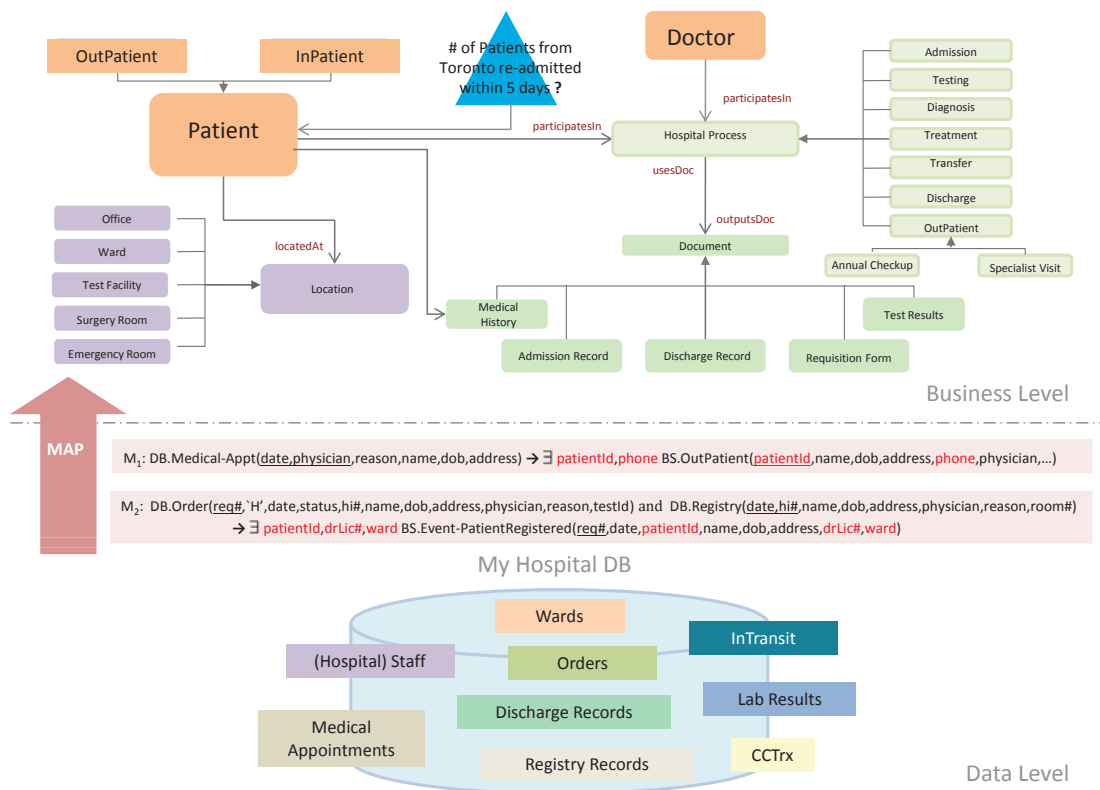 OutPatient
InPatient
# of Patients from
Toronto re-admitted
within 5 days ?
Doctor
Admission
Testing
Diagnosis
Treatment
Transfer
Discharge
OutPatient
Annual Checkup
Specialist Visit
participatesIn
Patient
participatesIn
Hospital Process
usesDoc
outputsDoc
Document
Office
Ward
Test Facility
Surgery Room
Emergency Room
locatedAt
Location
Medical
History
Test Results
Admission Record
Discharge Record
Requisition Form
Business Level
MAP
M1: DB.Medical-Appt(date,physician,reason,name,dob,address) → ∃ patientId,phone BS.OutPatient(patientId,name,dob,address,phone,physician,...)
M2: DB.Order(req#,`H',date,status,hi#,name,dob,address,physician,reason,testId) and DB.Registry(date,hi#,name,dob,address,physician,reason,room#)
→ ∃ patientId,drLic#,ward BS.Event-PatientRegistered(req#,date,patientId,name,dob,address,drLic#,ward)
My Hospital DB
Wards
InTransit
(Hospital) Staff
Orders
Lab Results
Discharge Records
Medical
Appointments
CCTrx
Registry Records
Data Level